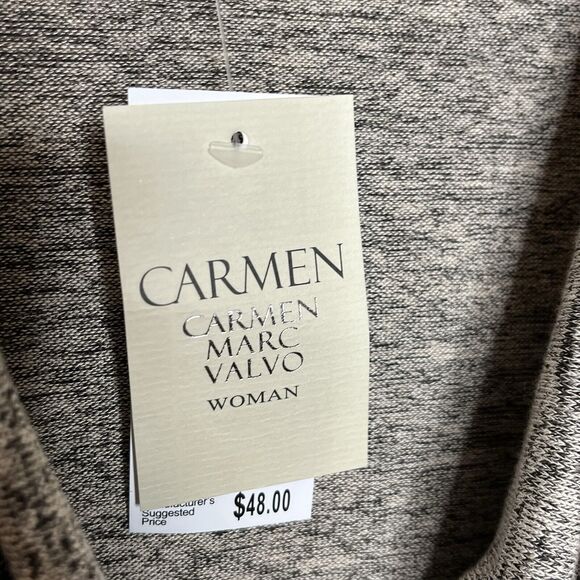 CARMEN
CARMEN
MARC
VALVO
WOMAN
Suggested
Price
$48.00